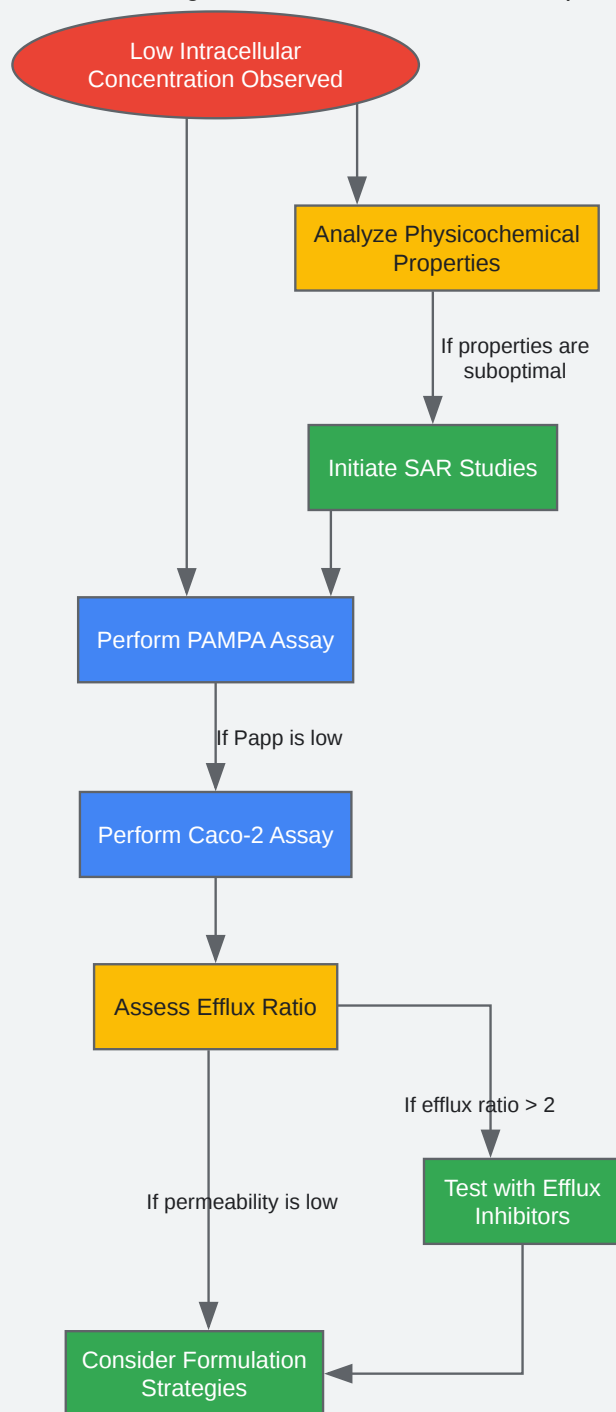 Low Intracellular
Concentration Observed
Analyze Physicochemical
Properties
If properties are
suboptimal
Initiate SAR Studies
Perform PAMPA Assay
If Papp is low
Perform Caco-2 Assay
Assess Efflux Ratio
If efflux ratio > 2
Test with Efflux
Inhibitors
If permeability is low
Consider Formulation
Strategies